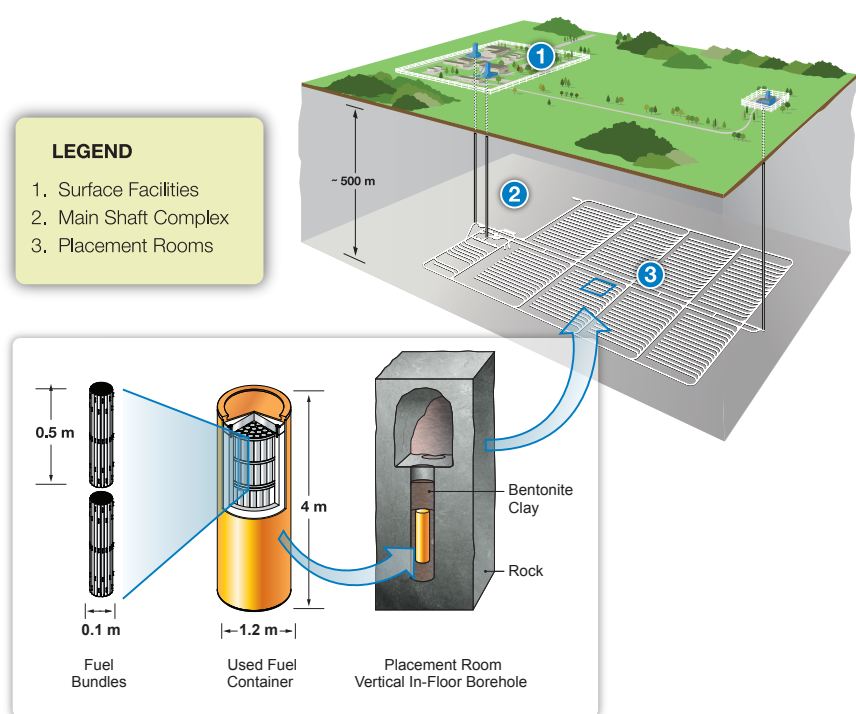 1
LEGEND
1. Surface Facilities
2. Main Shaft Complex
3. Placement Rooms
~ 500 m
2
3
0.5 m
4 m
Bentonite
Clay
Rock
0.1 m
1.2 m
Fuel
Bundles
Used Fuel
Container
Placement Room
Vertical In-Floor Borehole